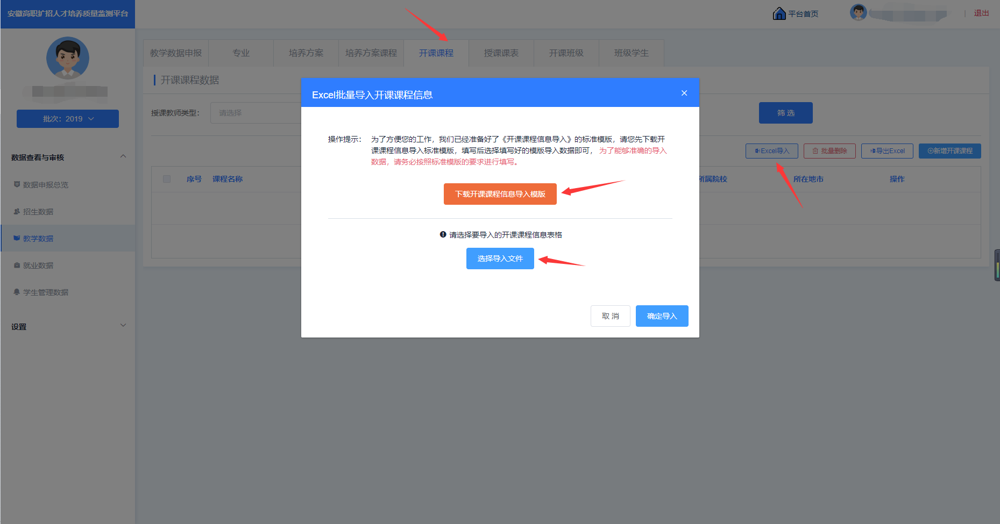 安徽高职扩招人才培养质量监测平台
平台首页
退出
批次：2019
数据查看与审核
数据申报总览
招生数据
教学数据
就业数据
学生管理数据
设置
教学数据申报
专业
培养方案
培养方案课程
开课课程
授课课表
开课班级
班级学生
开课课程数据
授课教师类型：
请选择
筛 选
Excel导入
批量删除
导出Excel
新增开课课程
序号
课程名称
所属院校
所在地市
操作
Excel批量导入开课课程信息
操作提示：
为了方便您的工作，我们已经准备好了《开课课程信息导入》的标准模版，请您先下载开
课课程信息导入标准模版，填写后选择填写好的模版导入数据即可，为了能够准确的导入
数据，请务必按照标准模版的要求进行填写。
下载开课课程信息导入模版
请选择要导入的开课课程信息表格
选择导入文件
取 消
确定导入